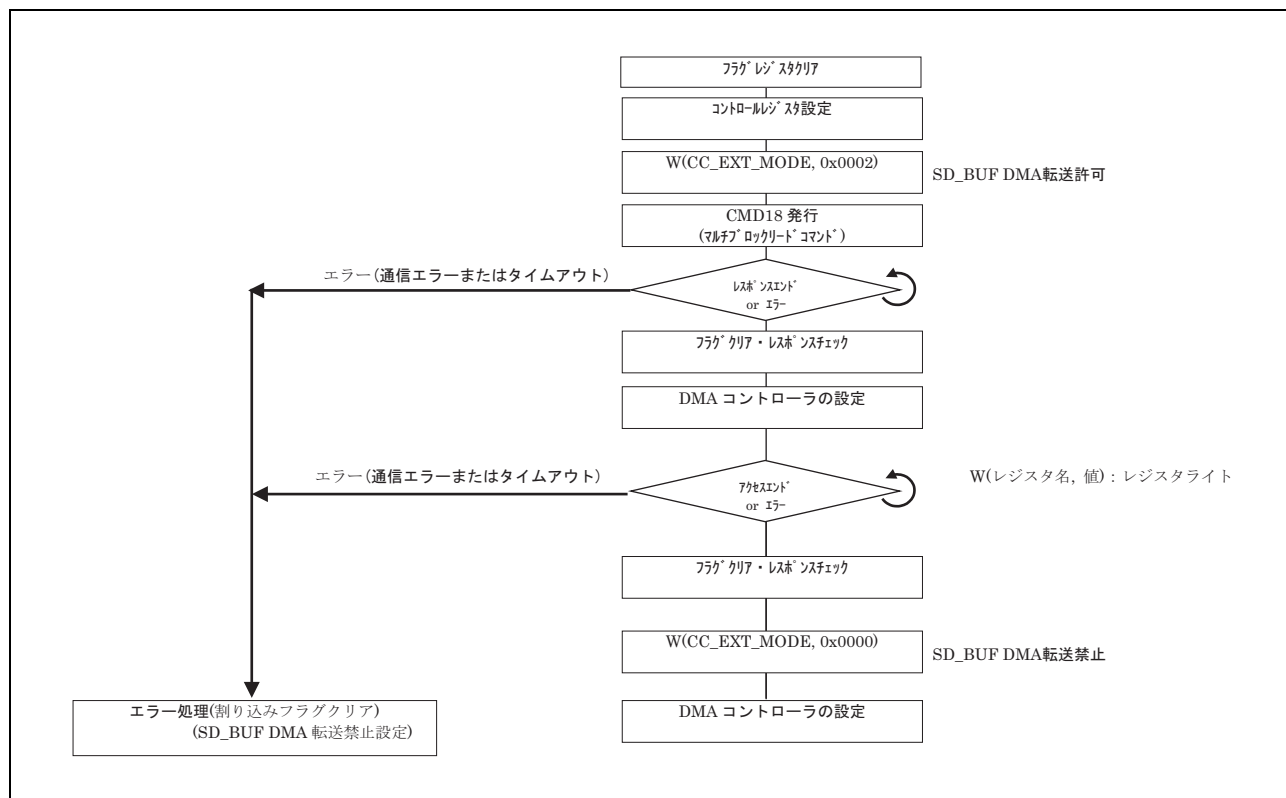 ﾌﾗｸﾞﾚｼﾞｽﾀｸﾘｱ
ｺﾝﾄﾛｰﾙﾚｼﾞｽﾀ設定
W(CC_EXT_MODE, 0x0002)
SD_BUF DMA転送許可
CMD18 発行
(ﾏﾙﾁﾌﾞﾛｯｸﾘｰﾄﾞｺﾏﾝﾄﾞ)
エラー(通信エラーまたはタイムアウト)
ﾚｽﾎﾟﾝｽｴﾝﾄﾞ
or ｴﾗｰ
ﾌﾗｸﾞｸﾘｱ・ﾚｽﾎﾟﾝｽﾁｪｯｸ
DMA コントローラの設定
エラー(通信エラーまたはタイムアウト)
ｱｸｾｽｴﾝﾄﾞ
or ｴﾗｰ
W(レジスタ名, 値) : レジスタライト
ﾌﾗｸﾞｸﾘｱ・ﾚｽﾎﾟﾝｽﾁｪｯｸ
W(CC_EXT_MODE, 0x0000)
SD_BUF DMA転送禁止
エラー処理(割り込みフラグクリア)
(SD_BUF DMA 転送禁止設定)
DMA コントローラの設定